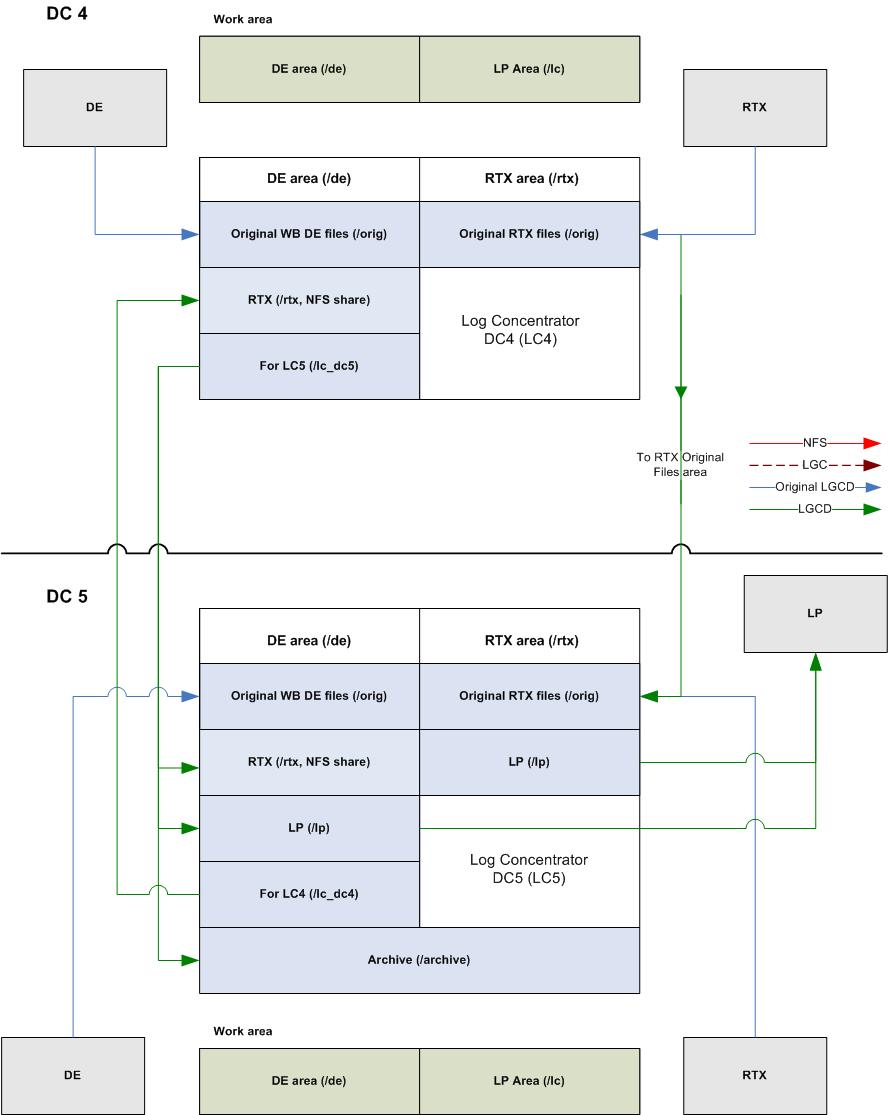 DC 4
Work area
DE area (/de)
LP Area (/lc)
DE
RTX
DE area (/de)
RTX area (/rtx)
Original WB DE files (/orig)
Original RTX files (/orig)
RTX (/rtx, NFS share)
Log Concentrator
DC4 (LC4)
For LC5 (/lc_dc5)
To RTX Original
Files area
NFS
LGC
Original LGCD
LGCD
DC 5
LP
DE area (/de)
RTX area (/rtx)
Original WB DE files (/orig)
Original RTX files (/orig)
RTX (/rtx, NFS share)
LP (/lp)
LP (/lp)
Log Concentrator
DC5 (LC5)
For LC4 (/lc_dc4)
Archive (/archive)
Work area
DE
DE area (/de)
LP Area (/lc)
RTX